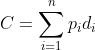 C = \sum_{i=1}^{n} p_i d_i